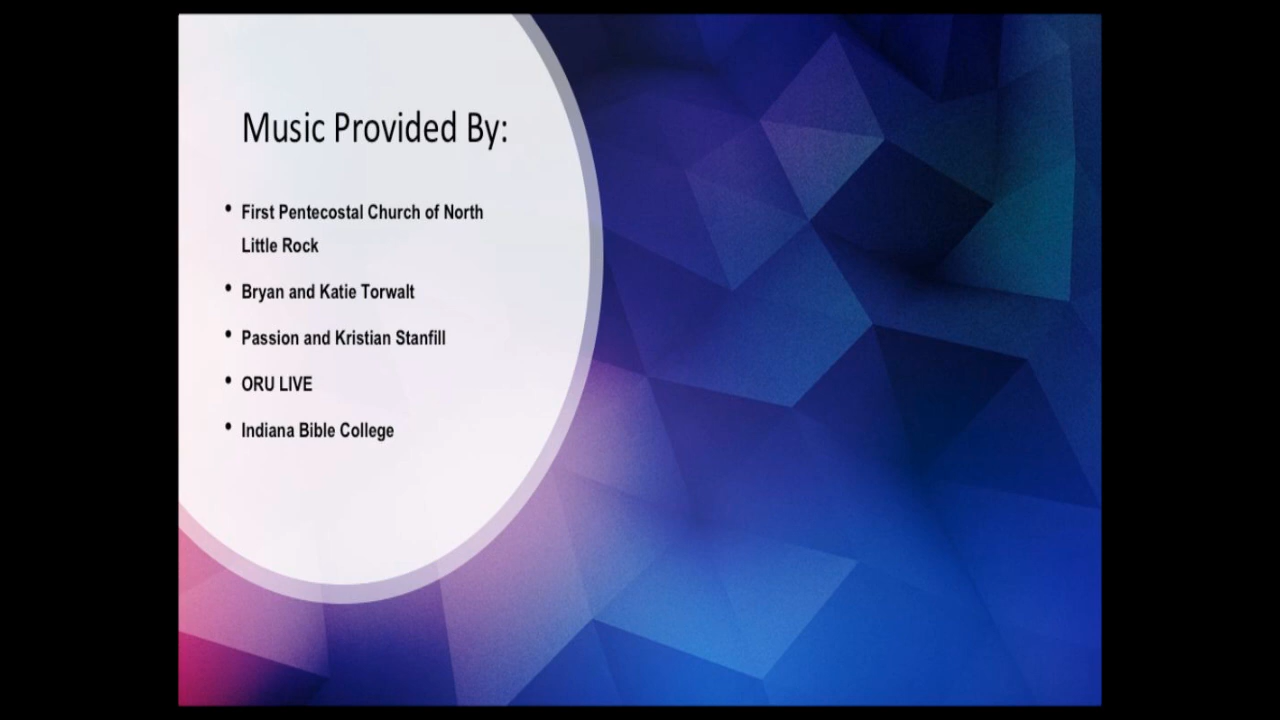 Music Provided By:
• First Pentecostal Church of North
Little Rock
• Bryan and Katie Torwalt
• Passion and Kristian Stanfill
• ORU LIVE
• Indiana Bible College